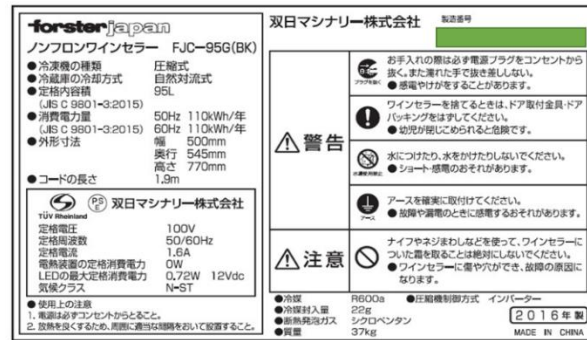 forster japan
ノンフロンワインセラー FJC-95G(BK)
●冷凍機の種類 圧縮式
●冷蔵庫の冷却方式 自然対流式
●定格内容積 95L
(JIS C 9801-3:2015)
●消費電力量 50Hz 110kWh/年
(JIS C 9801-3:2015) 60Hz 110kWh/年
●外形寸法 幅 500mm
奥行 545mm
高さ 770mm
●コードの長さ 1.9m
TÜV Rheinland
PSE 双日マシナリー株式会社
定格電圧 100V
定格周波数 50/60Hz
定格電流 1.6A
電熱装置の定格消費電力 0W
LEDの最大定格消費電力 0.72W 12Vdc
気候クラス N-ST
●使用上の注意
1. 電源は必ずコンセントからとること。
2. 放熱を良くするため、周囲に適当な間隔をおいて設置すること。
双日マシナリー株式会社 製造番号
警告
プラグを抜く
お手入れの際は必ず電源プラグをコンセントから
抜く。また濡れた手で抜き差ししない。
●感電やけがをすることがあります。
ワインセラーを捨てるときは、ドア取付金具・ドア
パッキングをはずしてください。
●幼児が閉じこめられると危険です。
水につけたり、水をかけたりしないでください。
●ショート・感電のおそれがあります。
アース
アースを確実に取付けてください。
●故障や漏電のときに感電するおそれがあります。
注意
ナイフやネジまわしなどを使って、ワインセラーに
ついた霜を取ることは絶対にしないでください。
●ワインセラーに傷や穴ができ、故障の原因に
なります。
●冷媒 R600a ●圧縮機制御方式 インバーター
●冷媒封入量 22g
●断熱発泡ガス シクロペンタン
●質量 37kg
2016年製
MADE IN CHINA